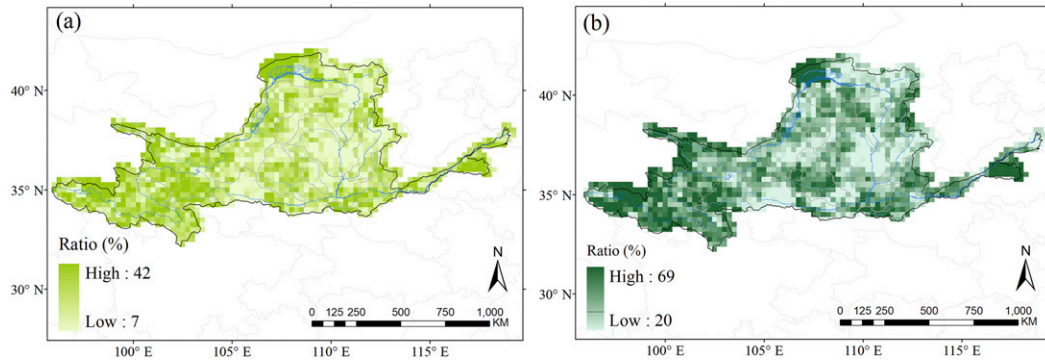 (a)
40° N
35° N
30° N
Ratio (%)
High : 42
Low : 7
N
0 125 250 500 750 1,000
KM
100° E 105° E 110° E 115° E
(b)
40° N
35° N
30° N
Ratio (%)
High : 69
Low : 20
N
0 125 250 500 750 1,000
KM
100° E 105° E 110° E 115° E